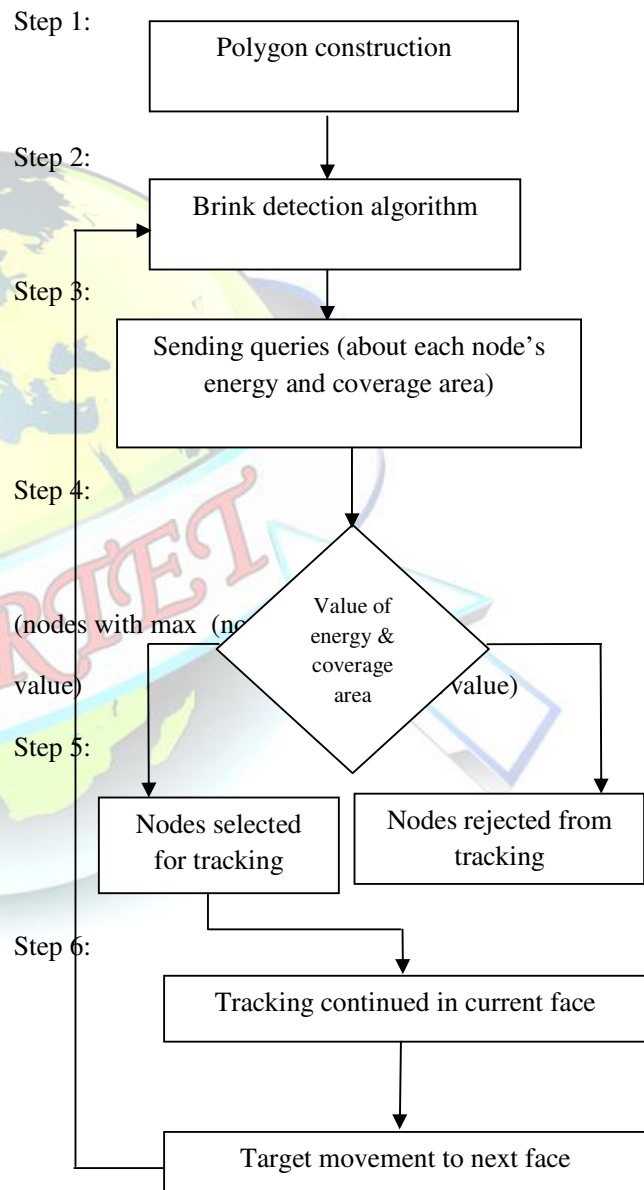 Step 1:
Polygon construction
Step 2:
Brink detection algorithm
Step 3:
Sending queries (about each node’s
energy and coverage area)
Step 4:
Value of
energy &
coverage
area
(nodes with max (no
value) value)
Step 5:
Nodes selected
for tracking
Nodes rejected from
tracking
Step 6:
Tracking continued in current face
Target movement to next face
RTET